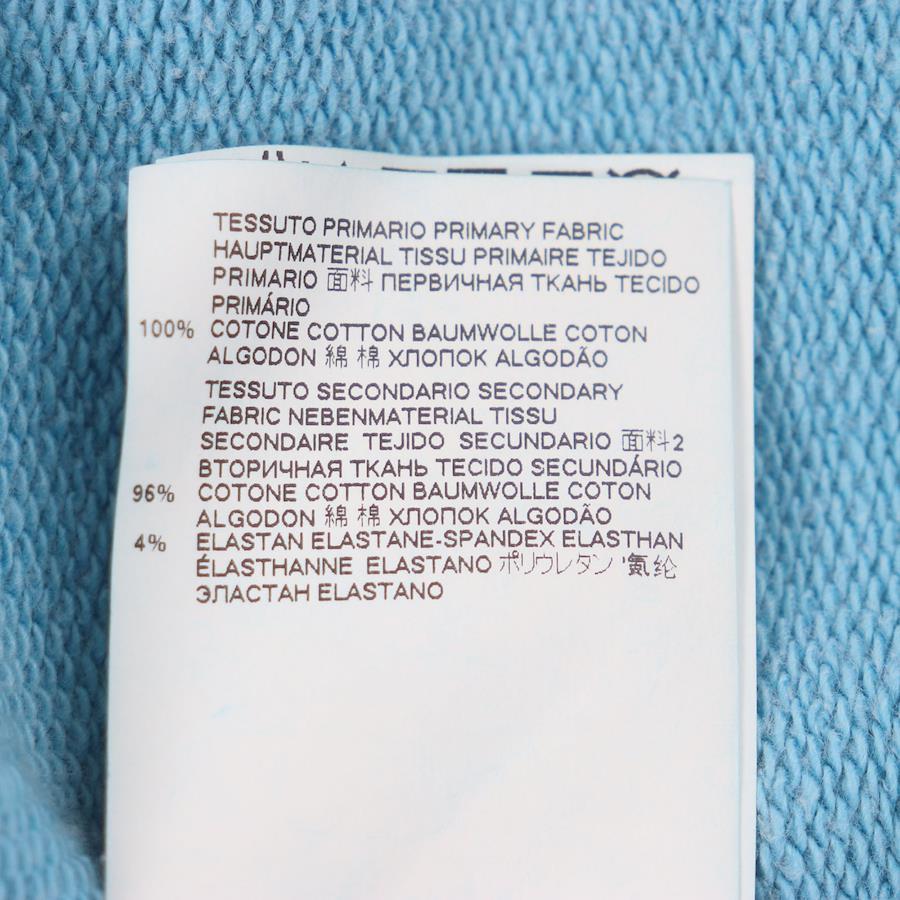 TESSUTO PRIMARIO PRIMARY FABRIC
HAUPTMATERIAL TISSU PRIMAIRE TEJIDO
PRIMARIO 面料 ПЕРВИЧНАЯ ТКАНЬ TECIDO
PRIMÁRIO
100% COTONE COTTON BAUMWOLLE COTON
ALGODON 綿 棉 ХЛОПОК ALGODÃO
TESSUTO SECONDARIO SECONDARY
FABRIC NEBENMATERIAL TISSU
SECONDAIRE TEJIDO SECUNDARIO 面料2
ВТОРИЧНАЯ ТКАНЬ TECIDO SECUNDÁRIO
96% COTONE COTTON BAUMWOLLE COTON
ALGODON 綿 棉 ХЛОПОК ALGODÃO
4% ELASTAN ELASTANE-SPANDEX ELASTHAN
ÉLASTHANNE ELASTANO ポリウレタン '氨纶
ЭЛАСТАН ELASTANO